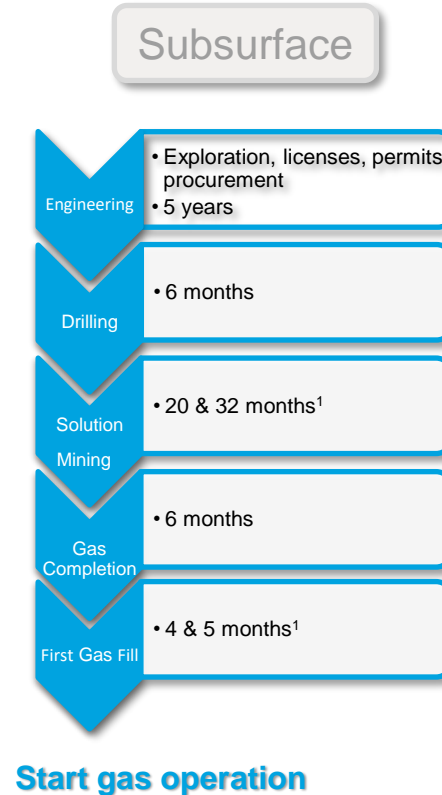 Subsurface
Engineering
• Exploration, licenses, permits
procurement
• 5 years
Drilling
• 6 months
Solution
Mining
• 20 & 32 months¹
Gas
Completion
• 6 months
First Gas Fill
• 4 & 5 months¹
Start gas operation